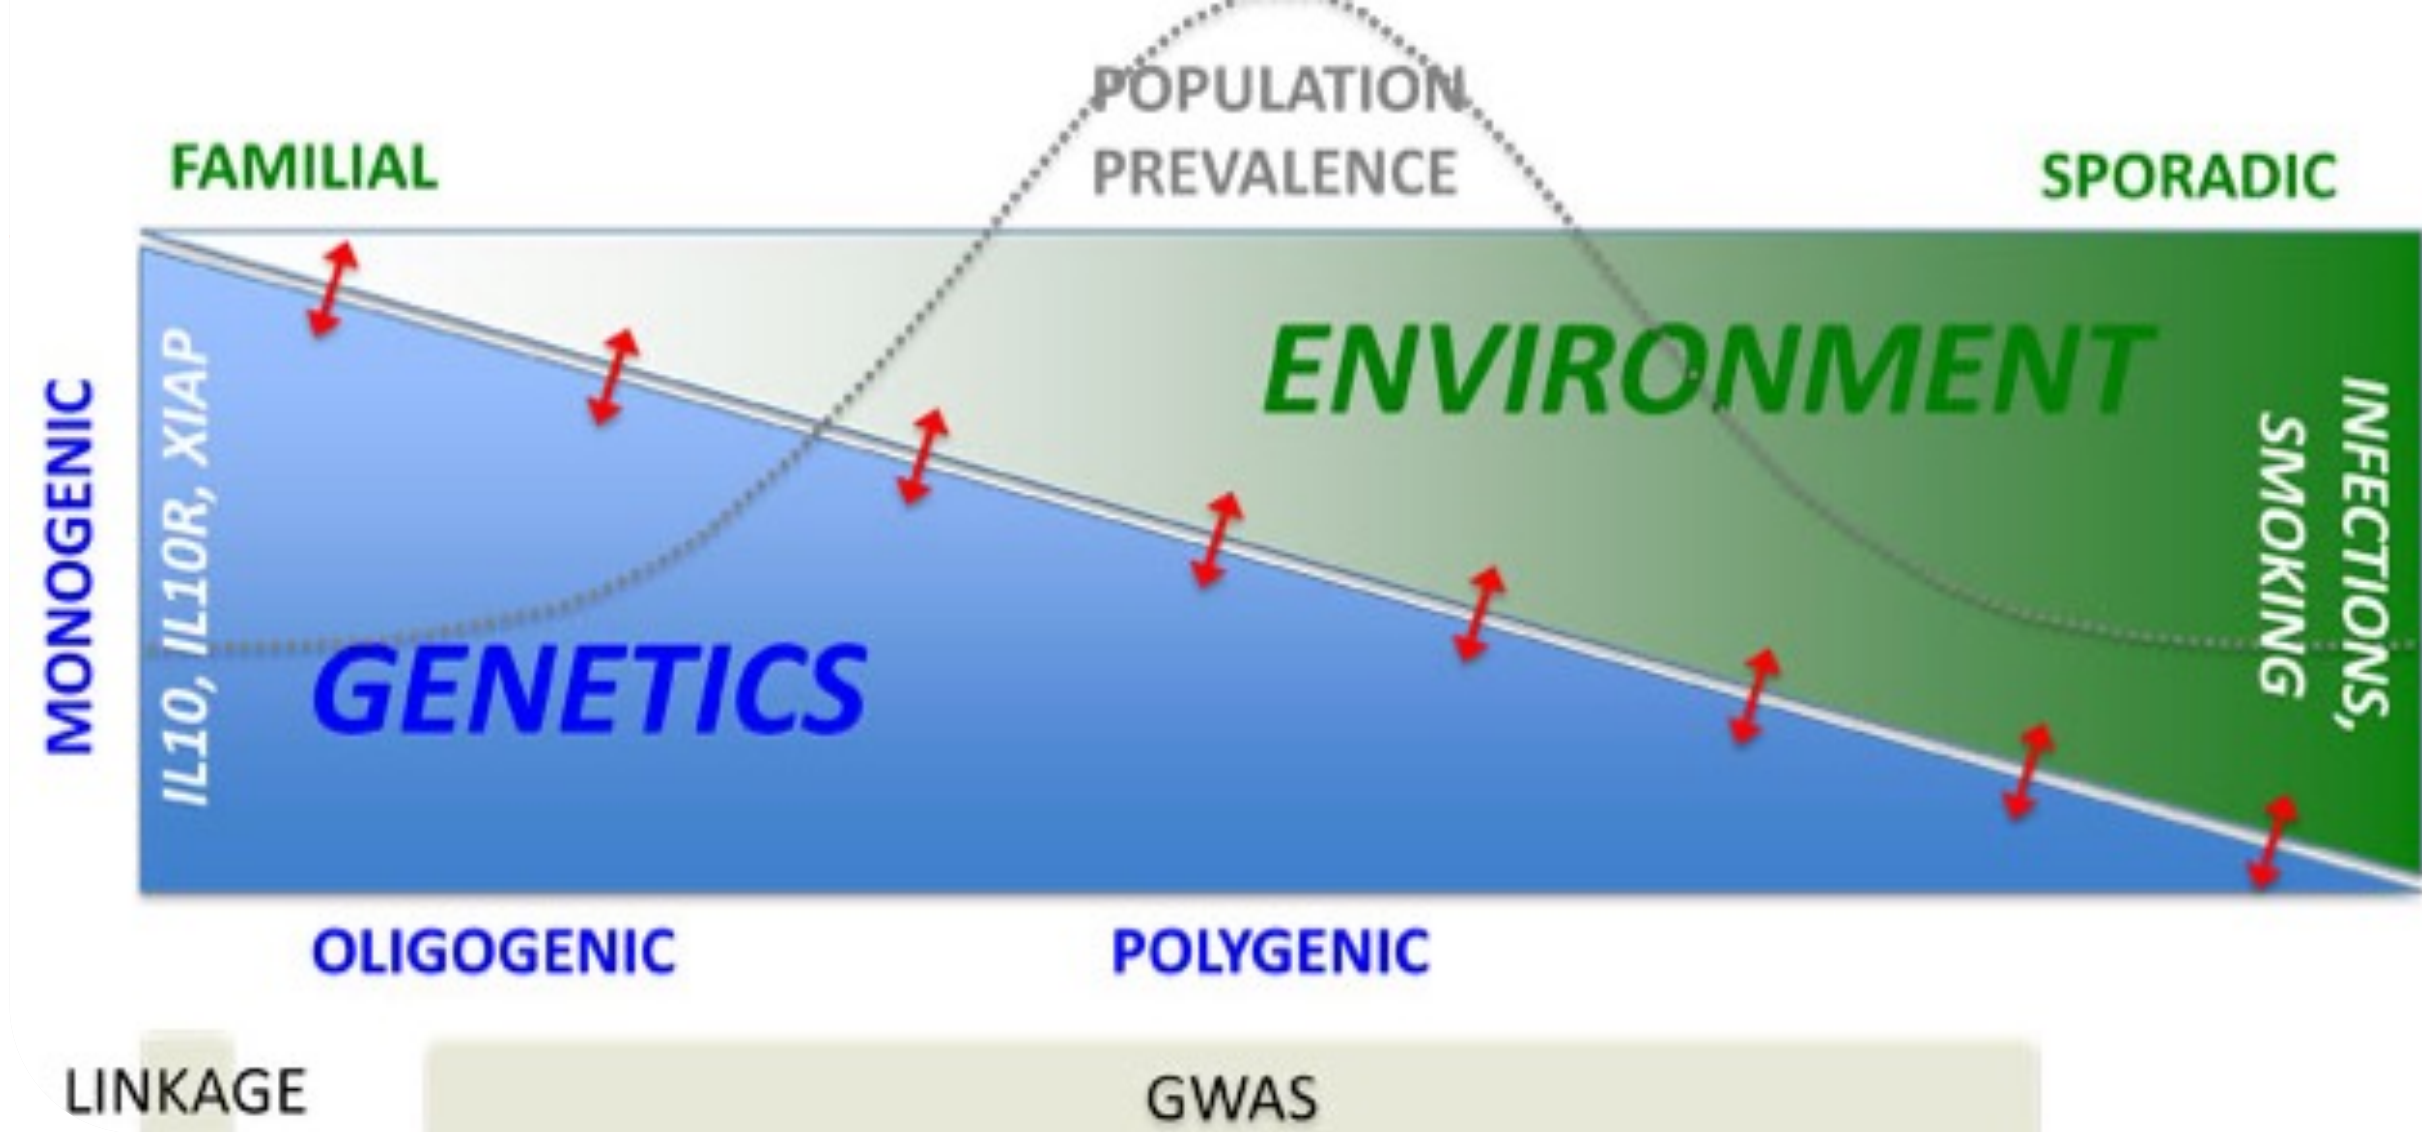 POPULATION
PREVALENCE
FAMILIAL
SPORADIC
MONOGENIC
IL10, IL10R, XIAP
GENETICS
ENVIRONMENT
INFECTIONS,
SMOKING
OLIGOGENIC
POLYGENIC
LINKAGE
GWAS